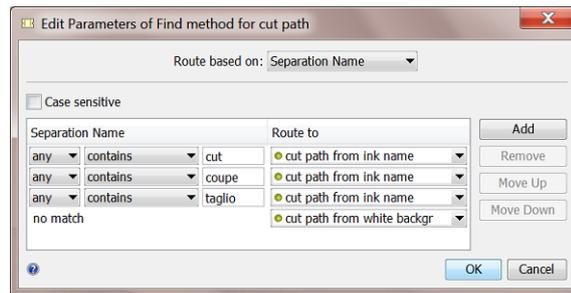 Edit Parameters of Find method for cut path
Route based on: Separation Name
Case sensitive
Separation Name Route to
any contains cut cut path from ink name
any contains coupe cut path from ink name
any contains taglio cut path from ink name
no match cut path from white backgr
Add
Remove
Move Up
Move Down
OK Cancel